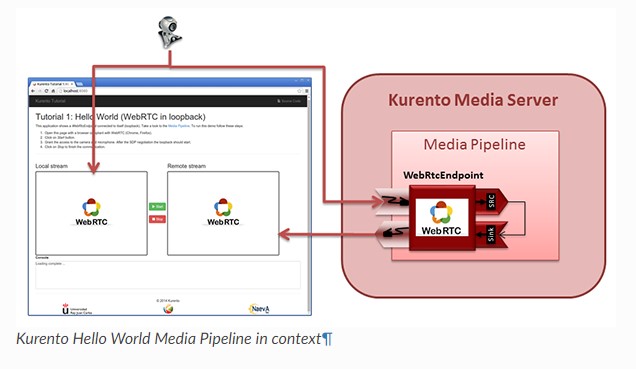 Kurento Tutorial 1: H
localhost:8080
Kurento Tutorial
Source Code
Tutorial 1: Hello World (WebRTC in loopback)
This application shows a WebRtcEndpoint connected to itself (loopback). Take a look to the Media Pipeline. To run this demo follow these steps:
1. Open this page with a browser compliant with WebRTC (Chrome, Firefox).
2. Click on Start button.
3. Grant the access to the camera and microphone. After the SDP negotiation the loopback should start.
4. Click on Stop to finish the communication.
Local stream
Remote stream
WebRTC
Start
Stop
WebRTC
Console
Loading complete ...
© 2014 Kurento
Universidad
Rey Juan Carlos
Naeva
Kurento Media Server
Media Pipeline
WebRtcEndpoint
WebRTC
SRC
Sink
Kurento Hello World Media Pipeline in context¶